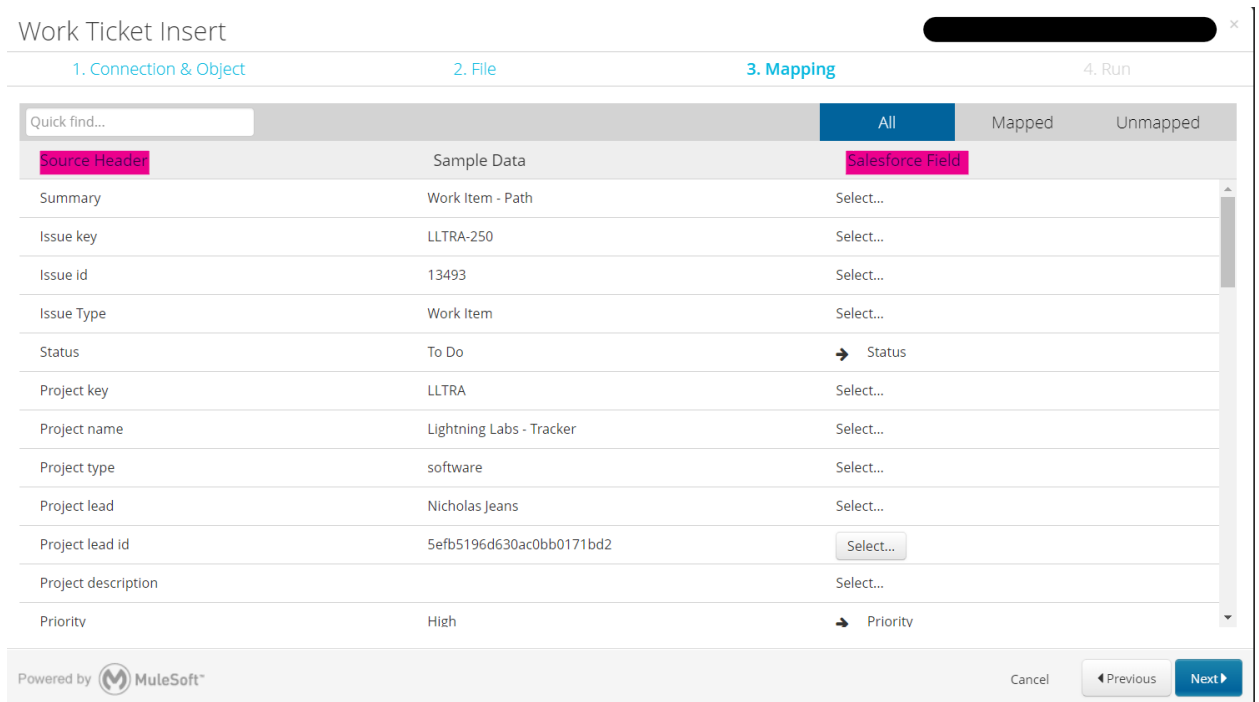 Work Ticket Insert
×
1. Connection & Object 2. File 3. Mapping 4. Run
Quick find... All Mapped Unmapped
Source Header Sample Data Salesforce Field
Summary Work Item - Path Select...
Issue key LLTRA-250 Select...
Issue id 13493 Select...
Issue Type Work Item Select...
Status To Do Status
Project key LLTRA Select...
Project name Lightning Labs - Tracker Select...
Project type software Select...
Project lead Nicholas Jeans Select...
Project lead id 5efb5196d630ac0bb0171bd2 Select...
Project description Select...
Priority High Priority
Powered by MuleSoft™ Cancel Previous Next